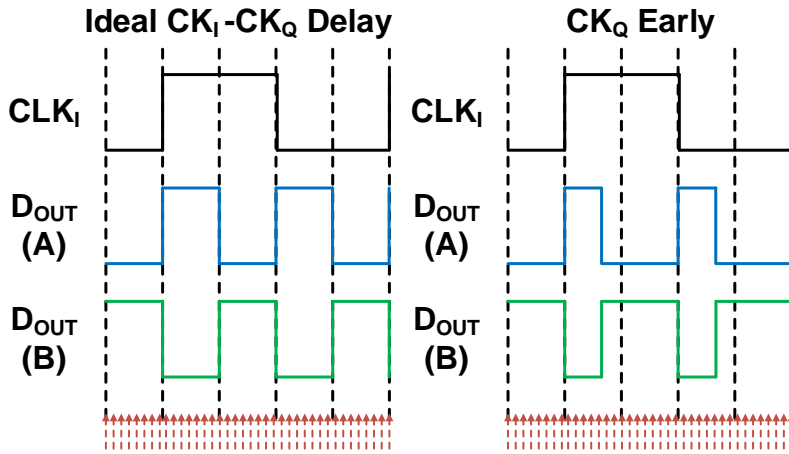 Ideal CKI-CKQ Delay
CKQ Early
CLKI
CLKI
DOUT
(A)
DOUT
(A)
DOUT
(B)
DOUT
(B)